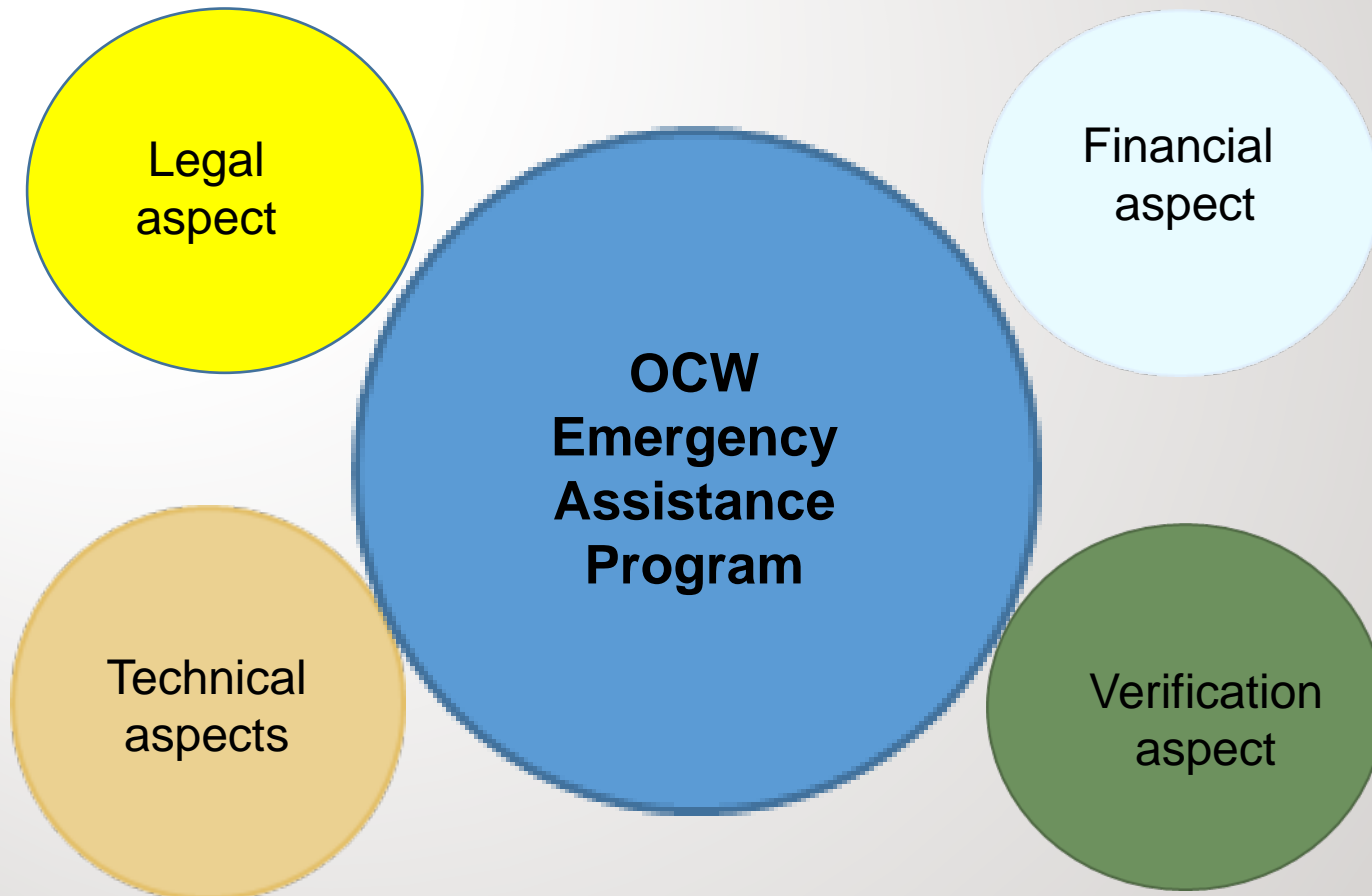 Legal
aspect
Financial
aspect
OCW
Emergency
Assistance
Program
Technical
aspects
Verification
aspect